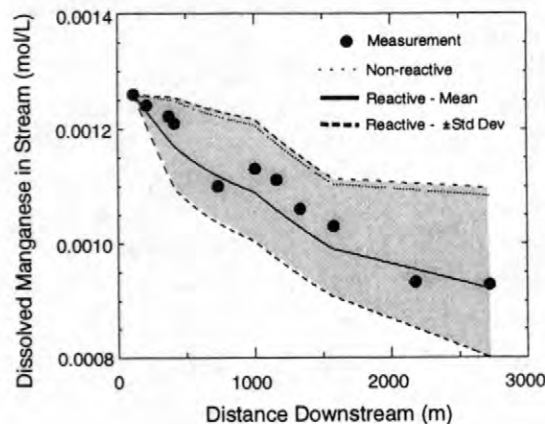 Dissolved Manganese in Stream (mol/L)
0.0014
0.0012
0.0010
0.0008
0
1000
2000
3000
Distance Downstream (m)
Measurement
Non-reactive
Reactive - Mean
Reactive - ±Std Dev